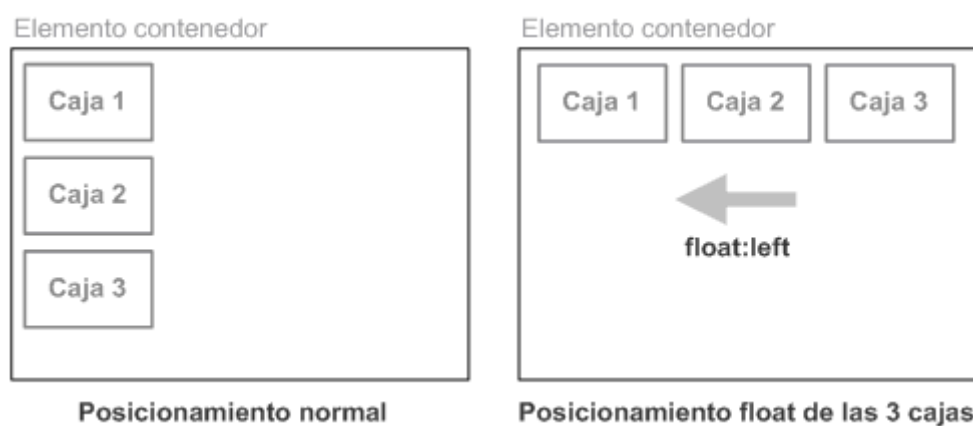 Elemento contenedor
Caja 1
Caja 2
Caja 3
Posicionamiento normal
Elemento contenedor
Caja 1 Caja 2 Caja 3
float:left
Posicionamiento float de las 3 cajas